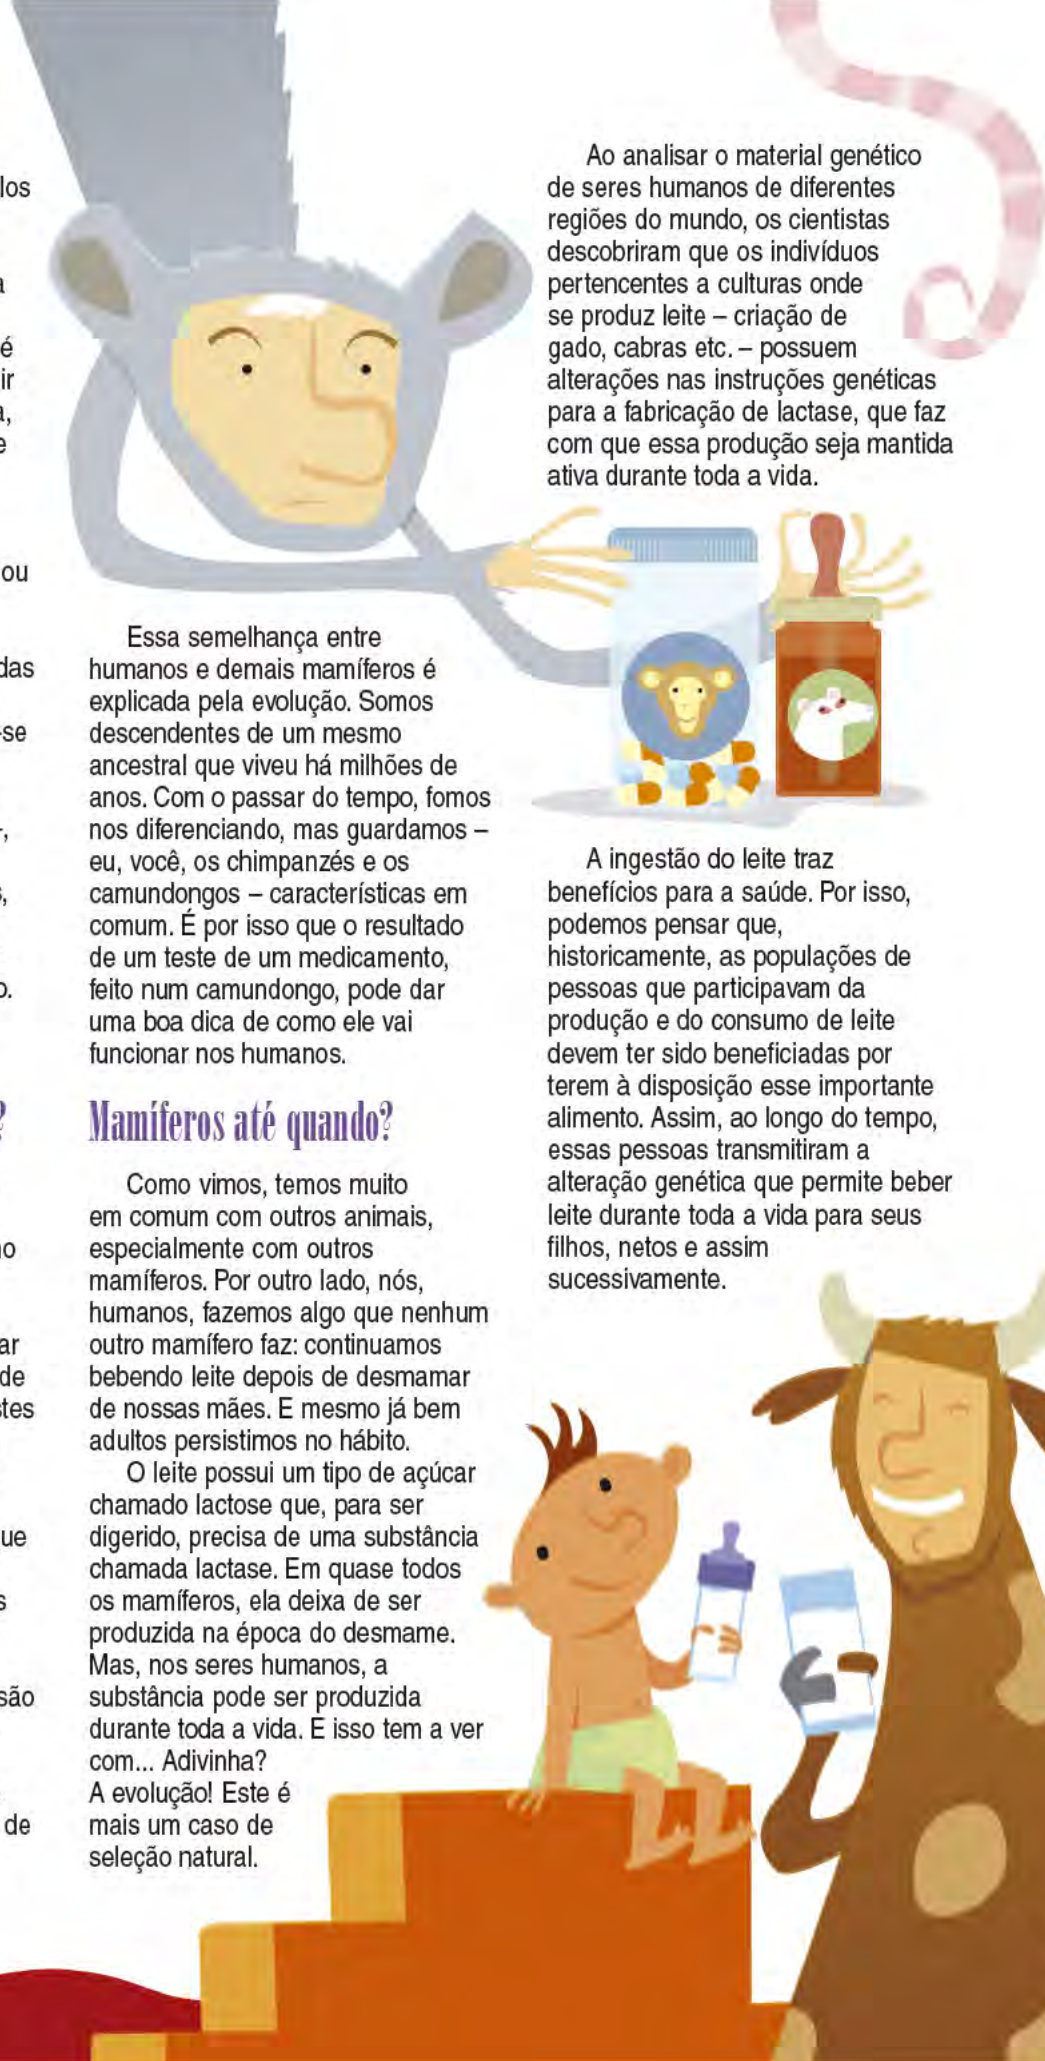 los
a
é
ir
a,
e
ou
das
-se
-,
s,
o.
?
no
ar
de
stes
ue
s
são
de
Essa semelhança entre
humanos e demais mamíferos é
explicada pela evolução. Somos
descendentes de um mesmo
ancestral que viveu há milhões de
anos. Com o passar do tempo, fomos
nos diferenciando, mas guardamos –
eu, você, os chimpanzés e os
camundongos – características em
comum. É por isso que o resultado
de um teste de um medicamento,
feito num camundongo, pode dar
uma boa dica de como ele vai
funcionar nos humanos.
Mamíferos até quando?
Como vimos, temos muito
em comum com outros animais,
especialmente com outros
mamíferos. Por outro lado, nós,
humanos, fazemos algo que nenhum
outro mamífero faz: continuamos
bebendo leite depois de desmamar
de nossas mães. E mesmo já bem
adultos persistimos no hábito.
O leite possui um tipo de açúcar
chamado lactose que, para ser
digerido, precisa de uma substância
chamada lactase. Em quase todos
os mamíferos, ela deixa de ser
produzida na época do desmame.
Mas, nos seres humanos, a
substância pode ser produzida
durante toda a vida. E isso tem a ver
com... Adivinha?
A evolução! Este é
mais um caso de
seleção natural.
Ao analisar o material genético
de seres humanos de diferentes
regiões do mundo, os cientistas
descobriram que os indivíduos
pertencentes a culturas onde
se produz leite – criação de
gado, cabras etc. – possuem
alterações nas instruções genéticas
para a fabricação de lactase, que faz
com que essa produção seja mantida
ativa durante toda a vida.
A ingestão do leite traz
benefícios para a saúde. Por isso,
podemos pensar que,
historicamente, as populações de
pessoas que participavam da
produção e do consumo de leite
devem ter sido beneficiadas por
terem à disposição esse importante
alimento. Assim, ao longo do tempo,
essas pessoas transmitiram a
alteração genética que permite beber
leite durante toda a vida para seus
filhos, netos e assim
sucessivamente.